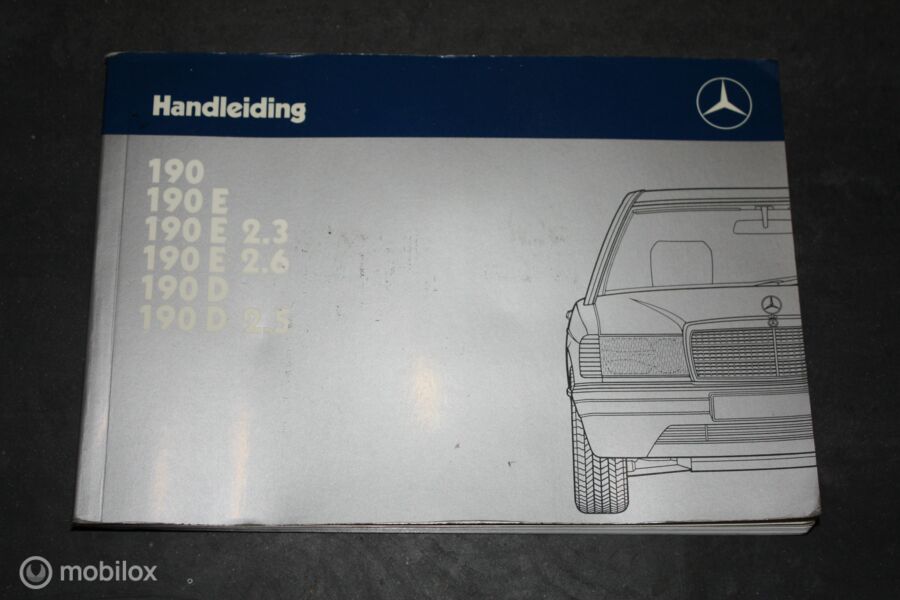 Handleiding
190
190 E
190 E 2.3
190 E 2.6
190 D
190 D 2.5
mobilox